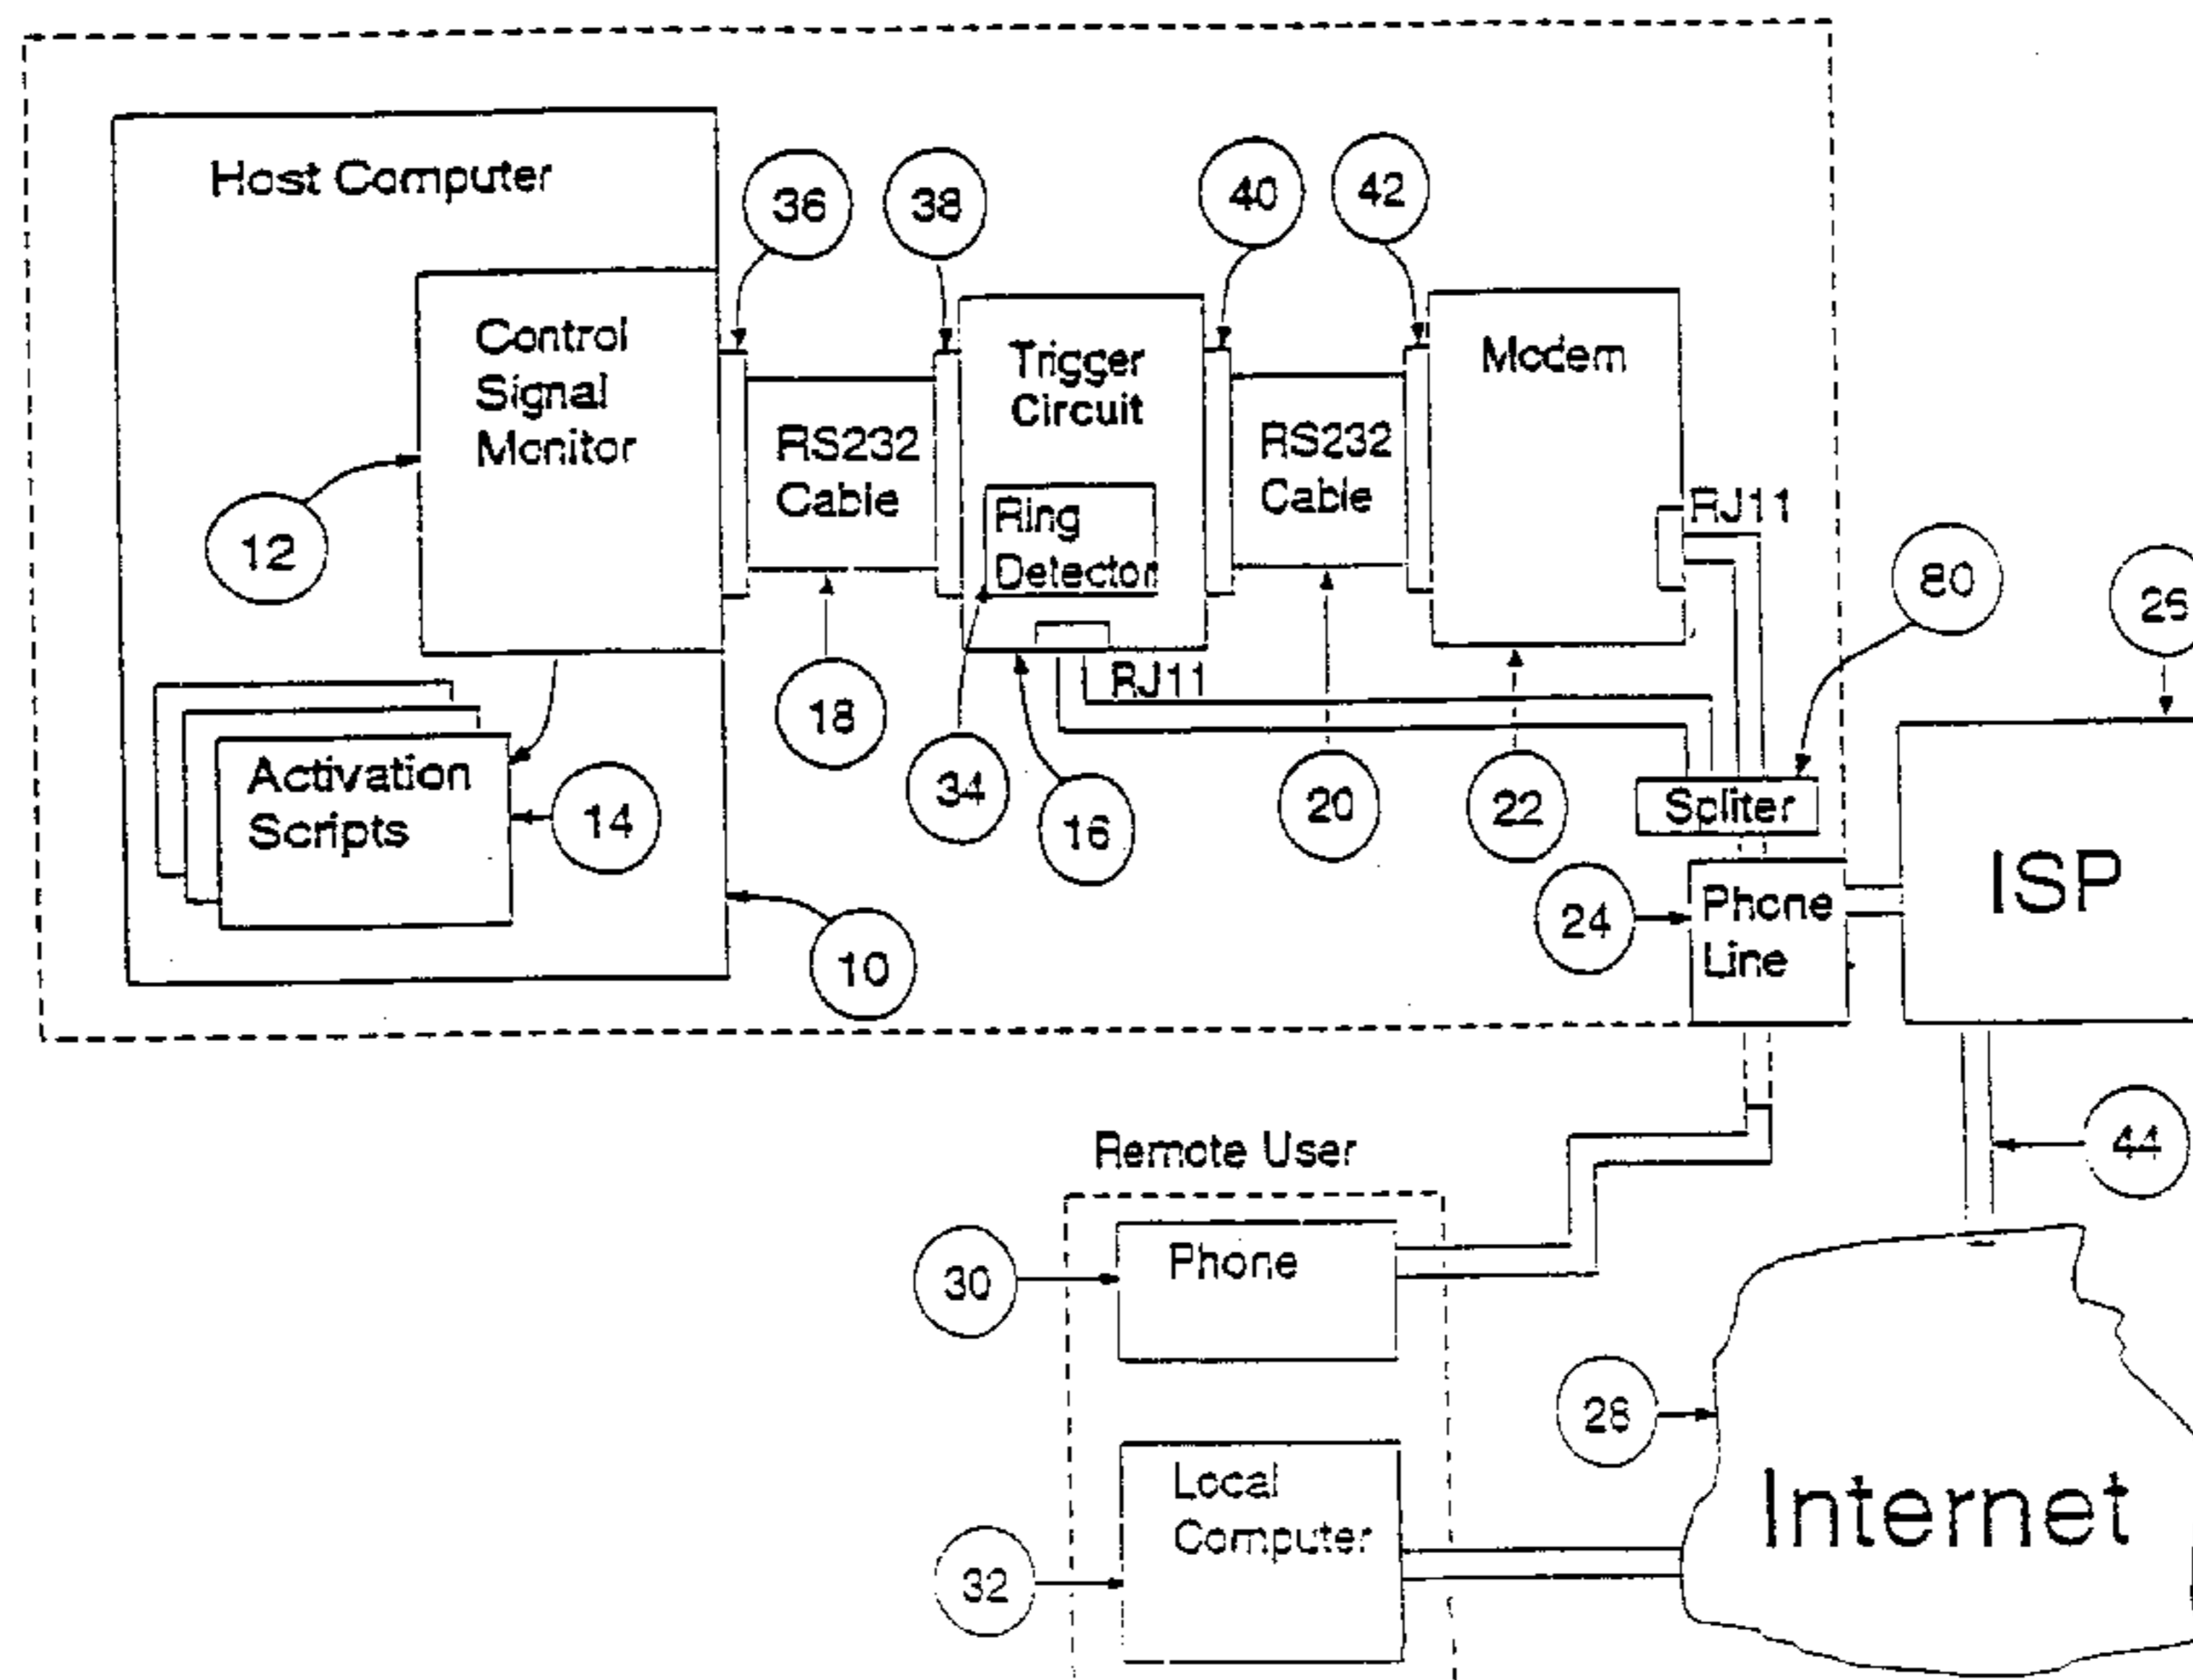 Host Computer
36
38
40
42
Control
Signal
Monitor
Trigger
Circuit
Modem
RS232
Cable
RS232
Cable
Ring
Detector
RJ11
12
80
26
RJ11
18
34
16
20
22
Activation
Scripts
14
Spliter
ISP
24
Phone
Line
10
Remote User
44
30
Phone
28
Local
Computer
Internet
32